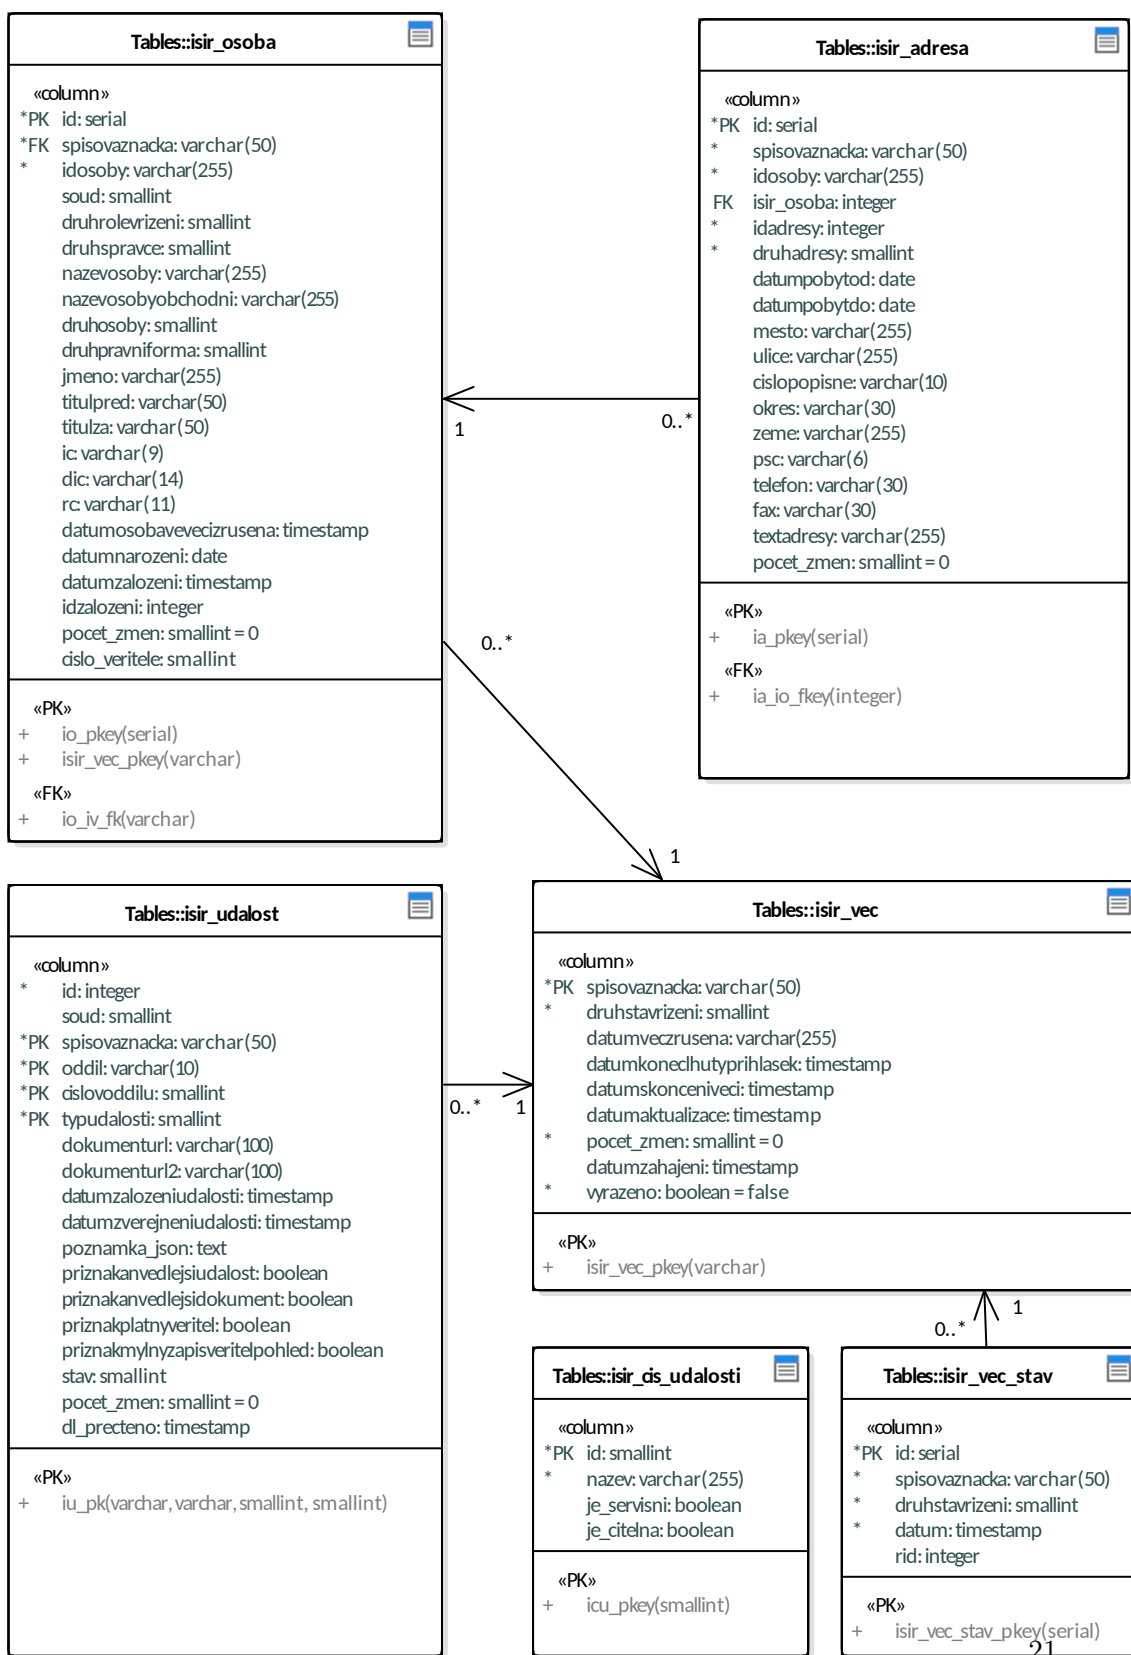 Tables::isir_osoba
«column»
*PK id: serial
*FK spisovaznacka: varchar(50)
* idosoby: varchar(255)
soud: smallint
druhrolevrizeni: smallint
druhspravce: smallint
nazevosoby: varchar(255)
nazevosobyobchodni: varchar(255)
druhosoby: smallint
druhpravniforma: smallint
jmeno: varchar(255)
titulpred: varchar(50)
titulza: varchar(50)
ic: varchar(9)
dic: varchar(14)
rc: varchar(11)
datumosobavevecizrusena: timestamp
datumnarozeni: date
datumzalozeni: timestamp
idzalozeni: integer
pocet_zmen: smallint = 0
cislo_veritele: smallint
«PK»
+ io_pkey(serial)
+ isir_vec_pkey(varchar)
«FK»
+ io_iv_fk(varchar)
Tables::isir_adresa
«column»
*PK id: serial
* spisovaznacka: varchar(50)
* idosoby: varchar(255)
FK isir_osoba: integer
* idadresy: integer
* druhadresy: smallint
datumpobytod: date
datumpobytdo: date
mesto: varchar(255)
ulice: varchar(255)
cislopopisne: varchar(10)
okres: varchar(30)
zeme: varchar(255)
psc: varchar(6)
telefon: varchar(30)
fax: varchar(30)
textadresy: varchar(255)
pocet_zmen: smallint = 0
«PK»
+ ia_pkey(serial)
«FK»
+ ia_io_fkey(integer)
1
0..*
0..*
1
Tables::isir_udalost
«column»
* id: integer
soud: smallint
*PK spisovaznacka: varchar(50)
*PK oddil: varchar(10)
*PK cislovoddilu: smallint
*PK typudalosti: smallint
dokumenturl: varchar(100)
dokumenturl2: varchar(100)
datumzalozeniudalosti: timestamp
datumzverejneniudalosti: timestamp
poznamka_json: text
priznakanvedlejsiudalost: boolean
priznakanvedlejsidokument: boolean
priznakplatnyveritel: boolean
priznakmylnyzapisveritelpohled: boolean
stav: smallint
pocet_zmen: smallint = 0
dl_precteno: timestamp
«PK»
+ iu_pk(varchar, varchar, smallint, smallint)
0..*
1
Tables::isir_vec
«column»
*PK spisovaznacka: varchar(50)
* druhstavrizeni: smallint
datumveczrusena: varchar(255)
datumkoneclhutyprihlasek: timestamp
datumskonceniveci: timestamp
datumaktualizace: timestamp
* pocet_zmen: smallint = 0
datumzahajeni: timestamp
* vyrazeno: boolean = false
«PK»
+ isir_vec_pkey(varchar)
1
0..*
Tables::isir_cis_udalosti
«column»
*PK id: smallint
* nazev: varchar(255)
je_servisni: boolean
je_citelna: boolean
«PK»
+ icu_pkey(smallint)
Tables::isir_vec_stav
«column»
*PK id: serial
* spisovaznacka: varchar(50)
* druhstavrizeni: smallint
* datum: timestamp
rid: integer
«PK»
+ isir_vec_stav_pkey(serial)
21